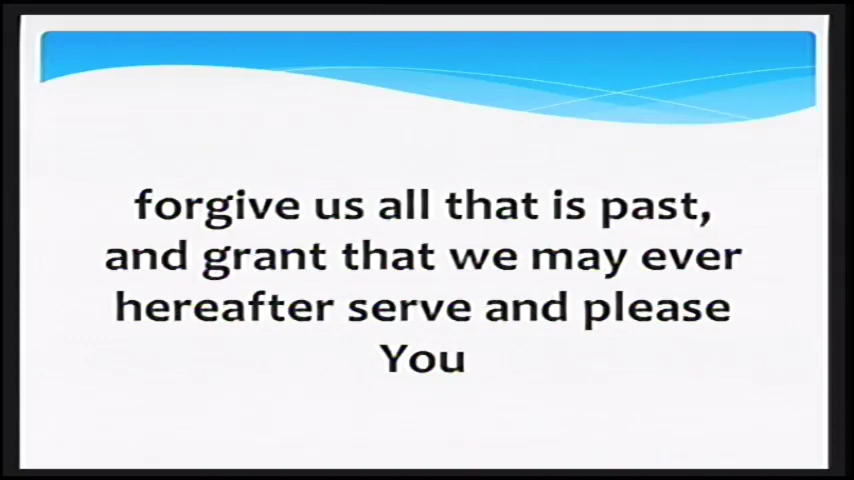 forgive us all that is past,
and grant that we may ever
hereafter serve and please
You